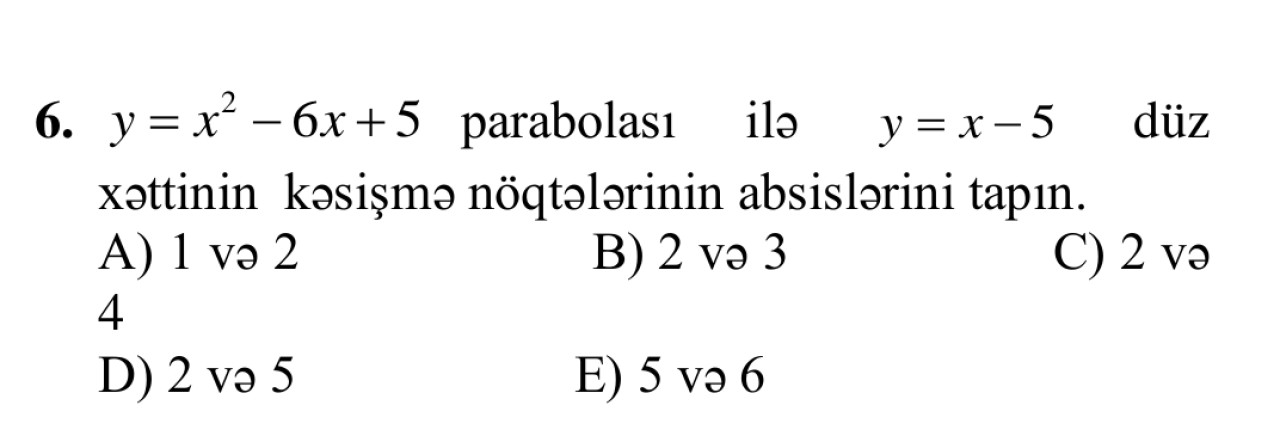 6. y = x² − 6x + 5 parabolası ilə y = x − 5 düz
xəttinin kəsişmə nöqtələrinin absislərini tapın.
A) 1 və 2 B) 2 və 3 C) 2 və
4
D) 2 və 5 E) 5 və 6